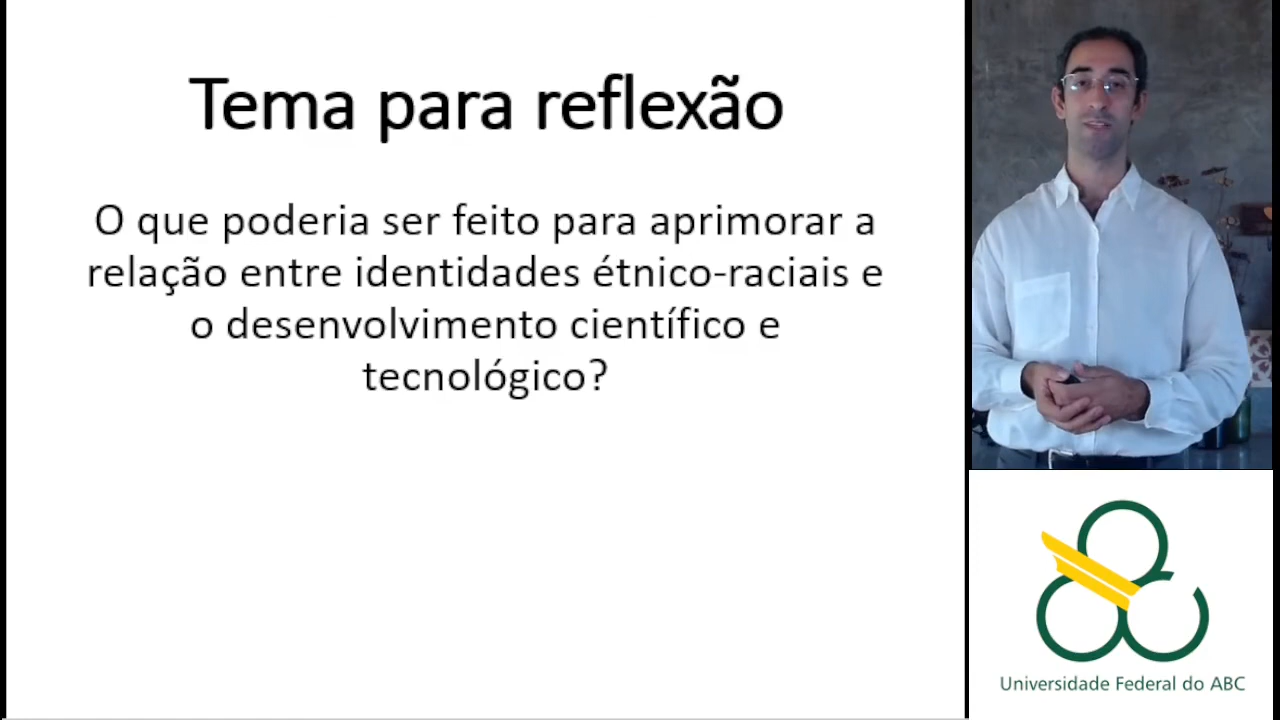 Tema para reflexão
O que poderia ser feito para aprimorar a
relação entre identidades étnico-raciais e
o desenvolvimento científico e
tecnológico?
Universidade Federal do ABC